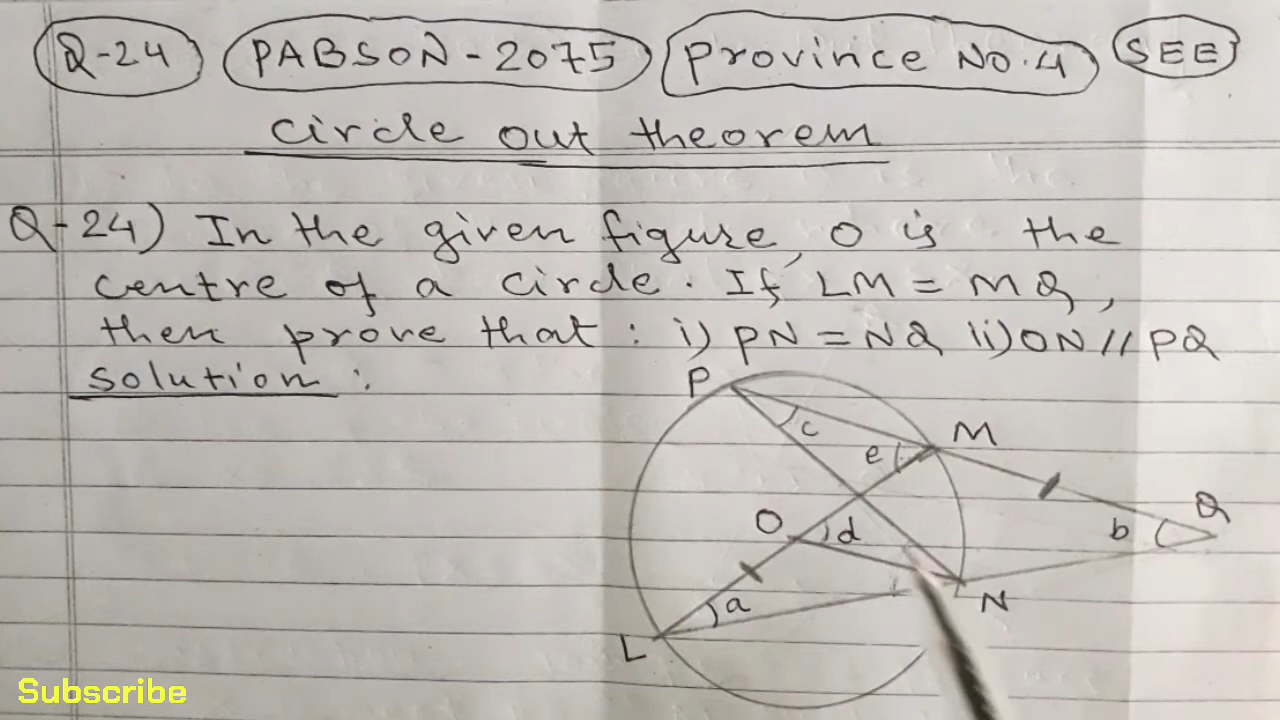 Q-24 PABSON-2075 Province No.4 SEE
circle out theorem
Q-24) In the given figure, O is the
centre of a circle. If LM = MQ,
then prove that : i) PN = NQ ii) ON // PQ
solution :
P
M
c
e
Q
O
d
b
a
N
L
Subscribe